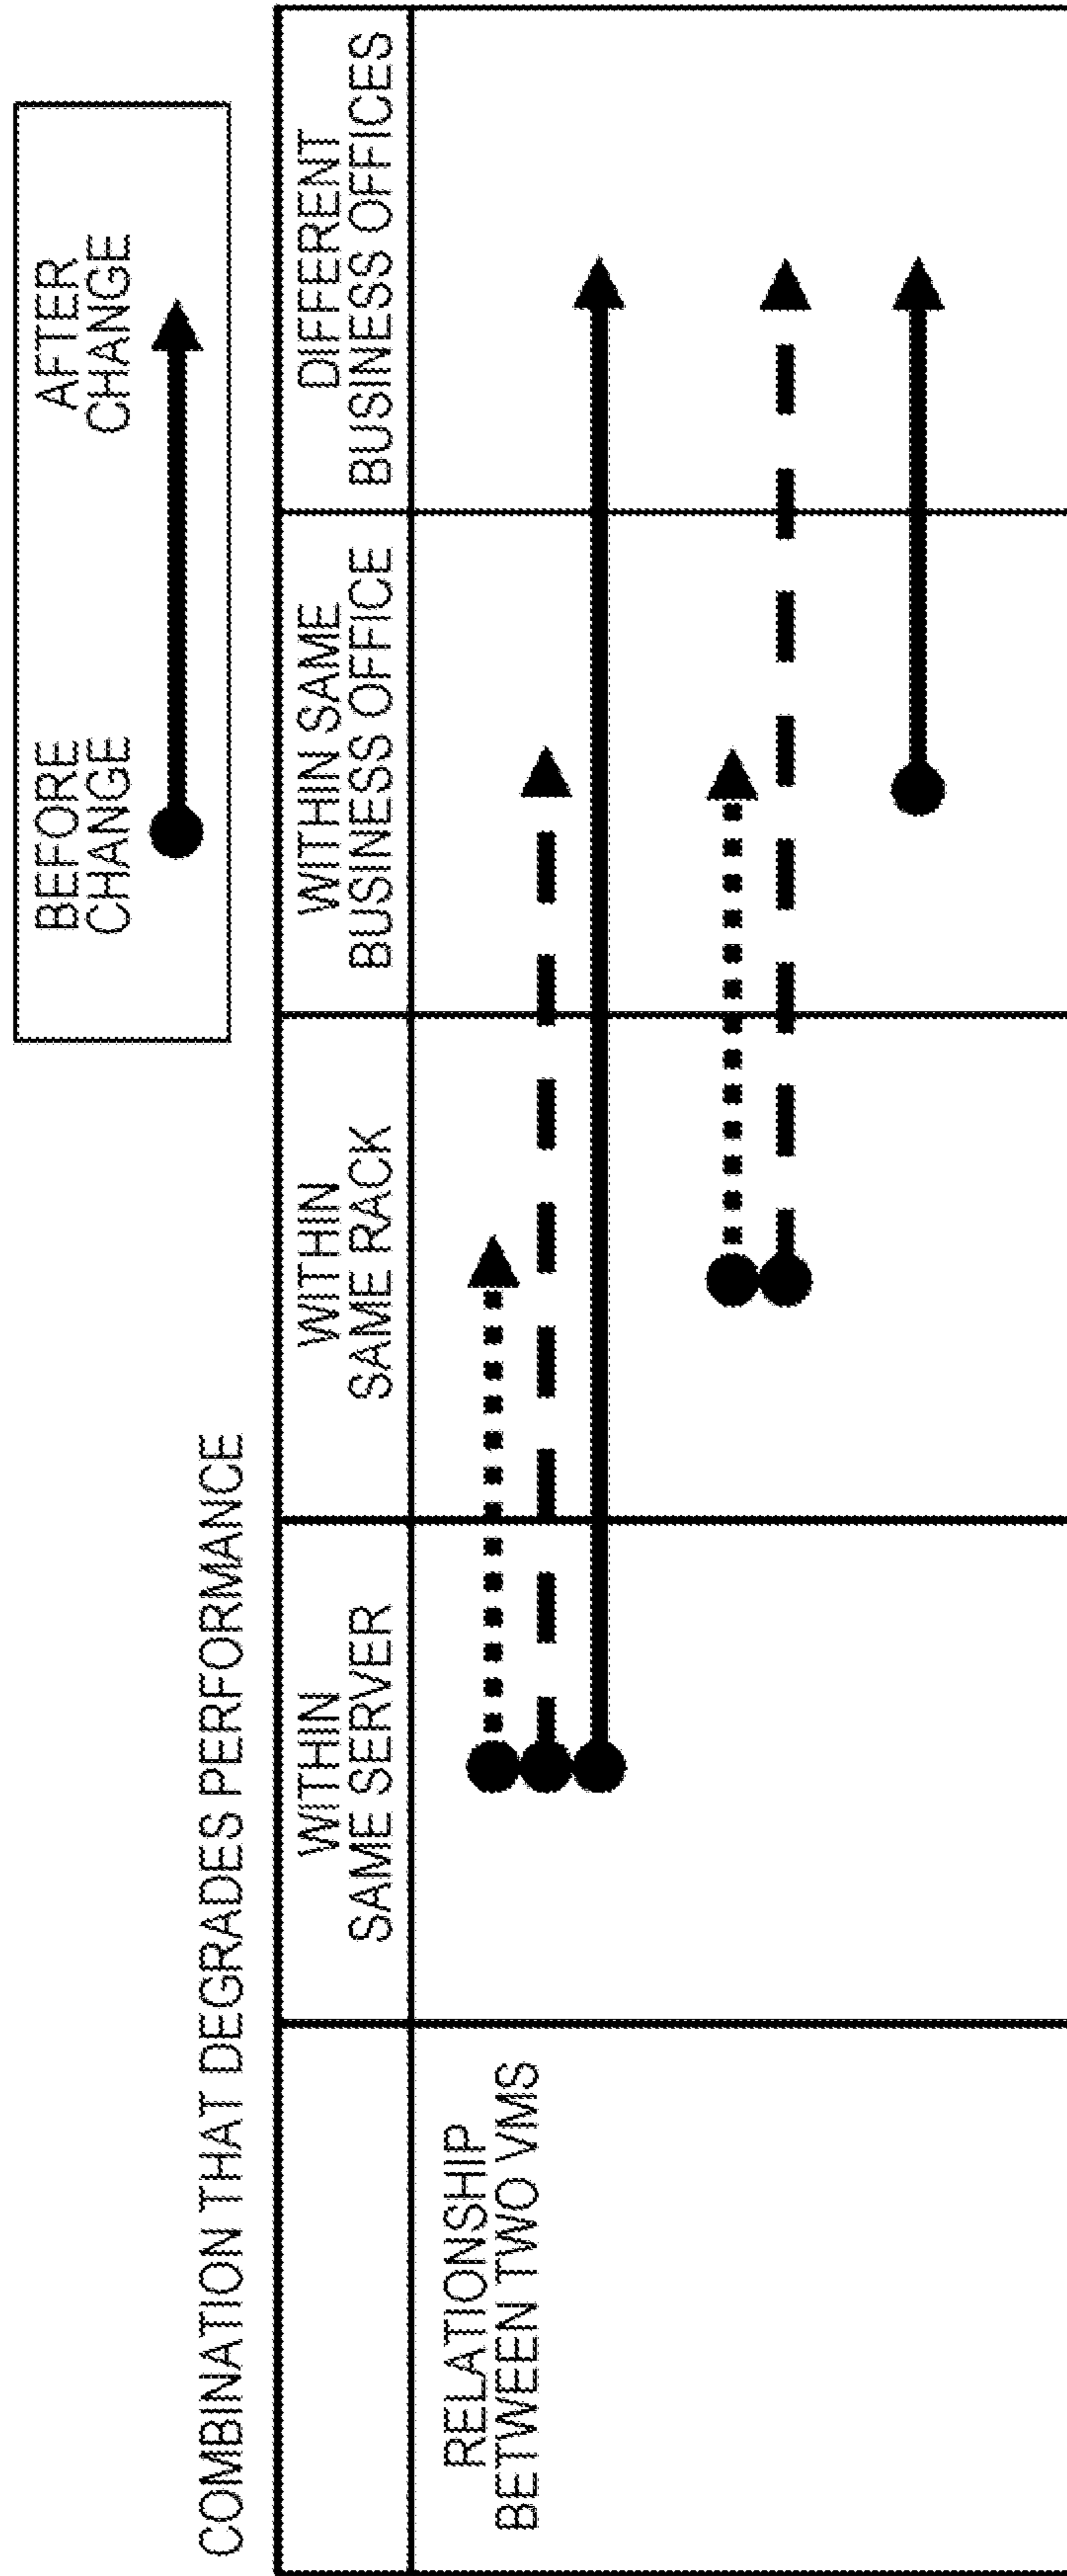 BEFORE
CHANGE
AFTER
CHANGE
COMBINATION THAT DEGRADES PERFORMANCE
WITHIN
SAME SERVER
WITHIN
SAME RACK
WITHIN SAME
BUSINESS OFFICE
DIFFERENT
BUSINESS OFFICES
RELATIONSHIP
BETWEEN TWO VMS